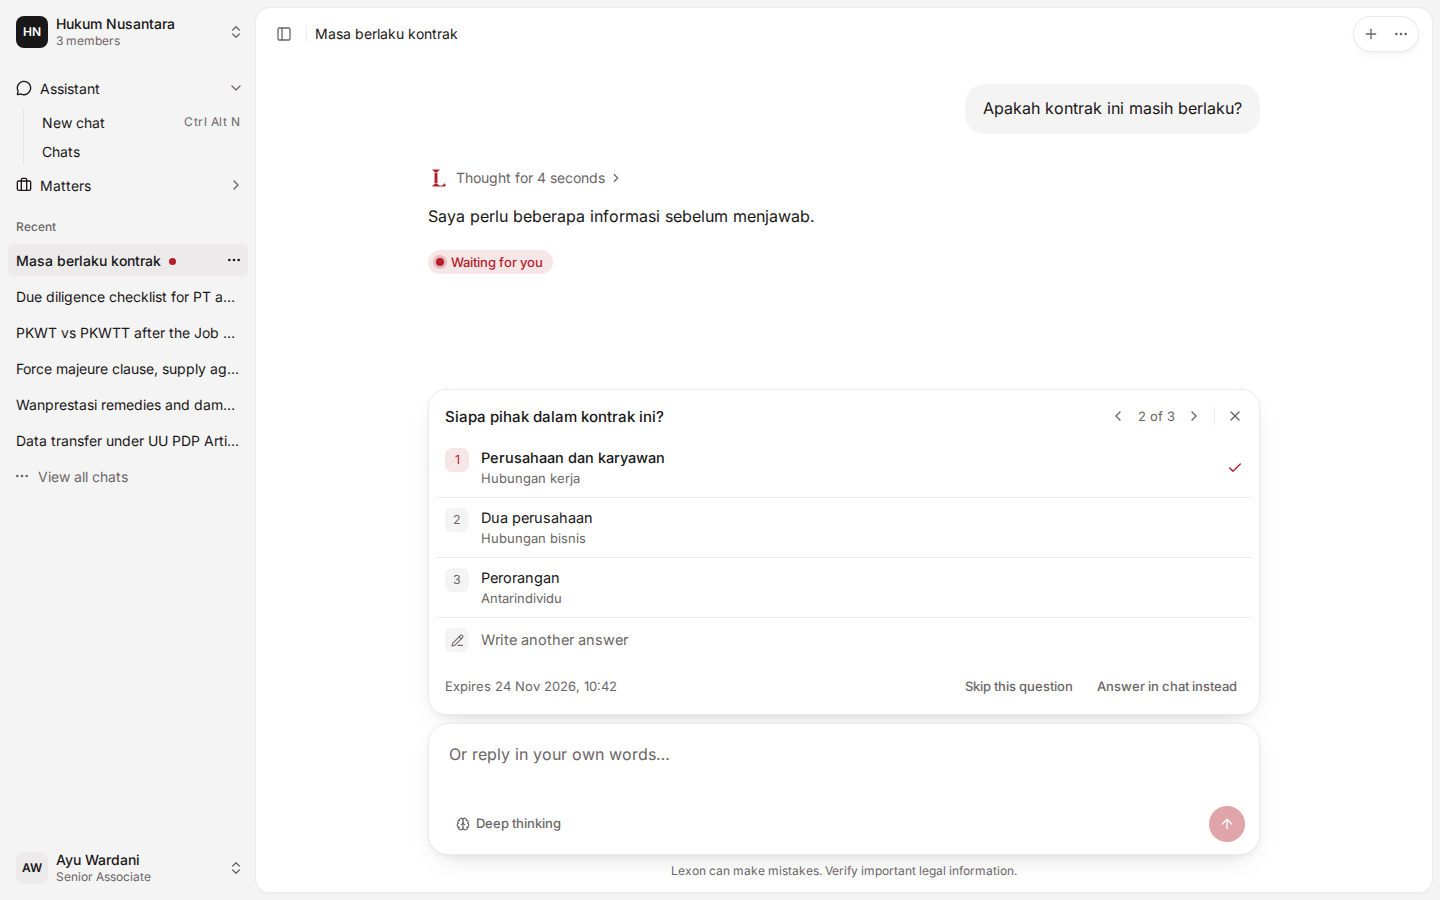 HN
Hukum Nusantara
3 members
Assistant
New chat
Ctrl Alt N
Chats
Matters
Recent
Masa berlaku kontrak
Due diligence checklist for PT a...
PKWT vs PKWTT after the Job ...
Force majeure clause, supply ag...
Wanprestasi remedies and dam...
Data transfer under UU PDP Arti...
View all chats
AW
Ayu Wardani
Senior Associate
Masa berlaku kontrak
Apakah kontrak ini masih berlaku?
L
Thought for 4 seconds
Saya perlu beberapa informasi sebelum menjawab.
Waiting for you
Siapa pihak dalam kontrak ini?
2 of 3
1
Perusahaan dan karyawan
Hubungan kerja
2
Dua perusahaan
Hubungan bisnis
3
Perorangan
Antarindividu
Write another answer
Expires 24 Nov 2026, 10:42
Skip this question
Answer in chat instead
Or reply in your own words...
Deep thinking
Lexon can make mistakes. Verify important legal information.